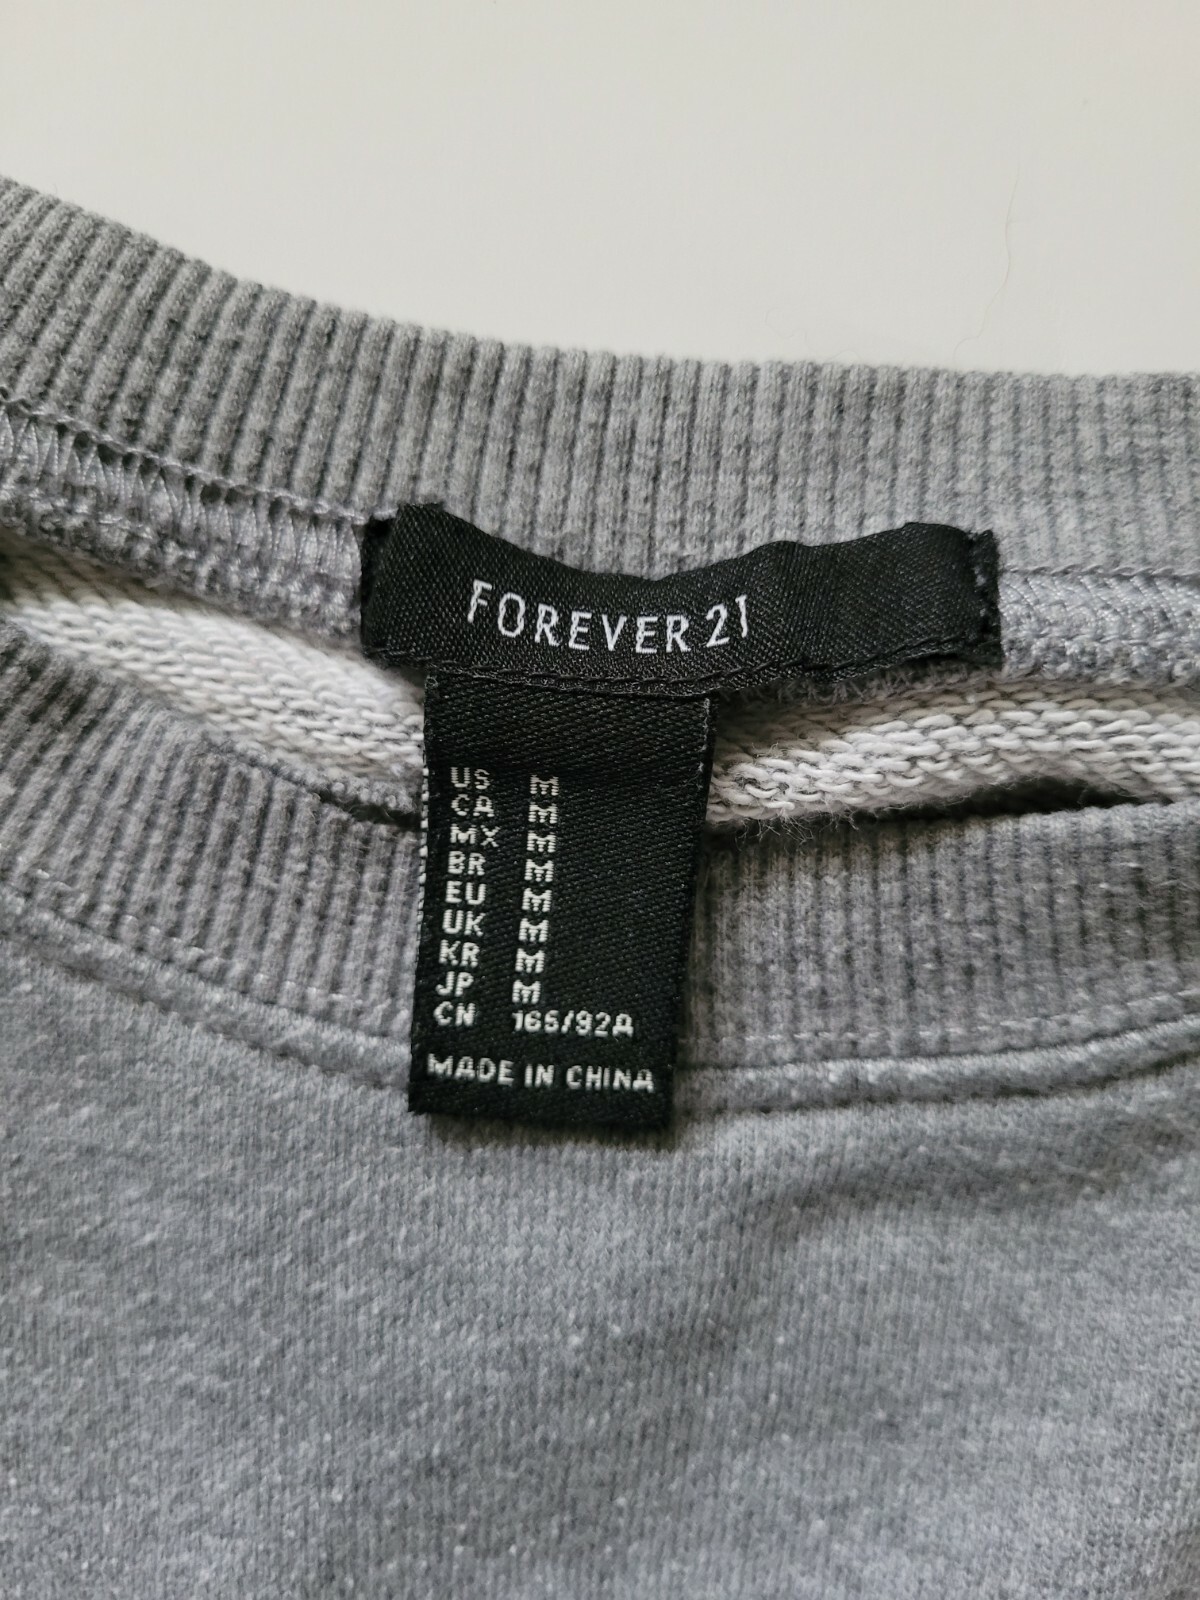 FOREVER 21
US M
CA M
MX M
BR M
EU M
UK M
KR M
JP M
CN 165/92A
MADE IN CHINA